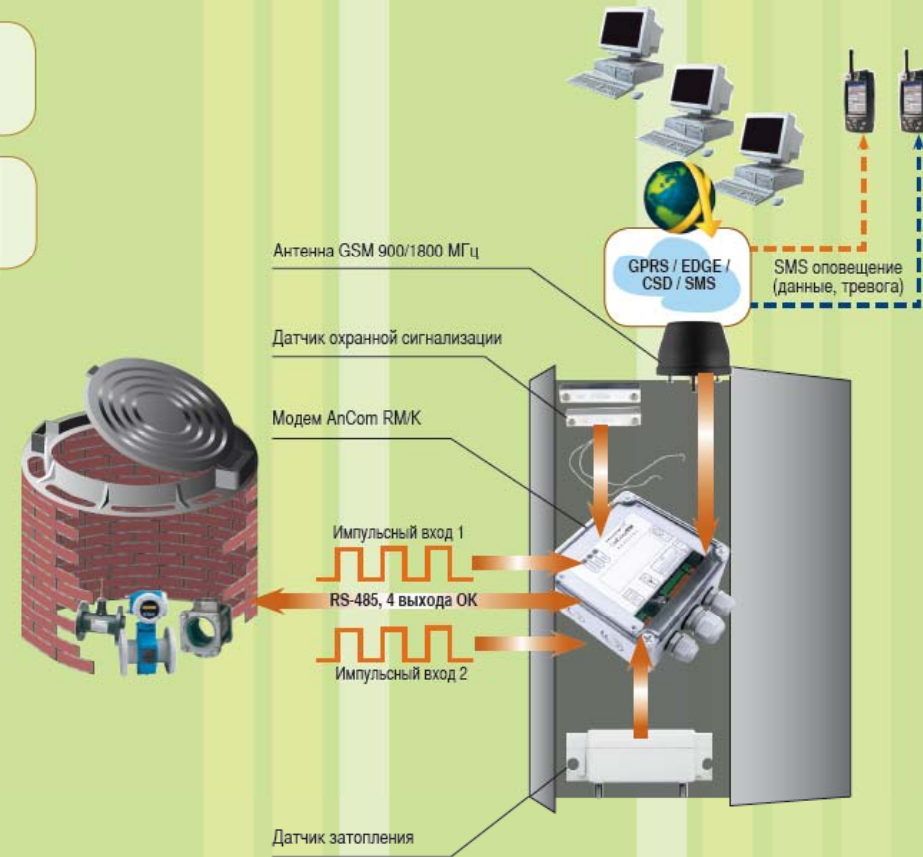 Антенна GSM 900/1800 МГц
GPRS / EDGE /
CSD / SMS
SMS оповещение
(данные, тревога)
Датчик охранной сигнализации
Модем AnCom RM/K
Импульсный вход 1
RS-485, 4 выхода ОК
Импульсный вход 2
Датчик затопления